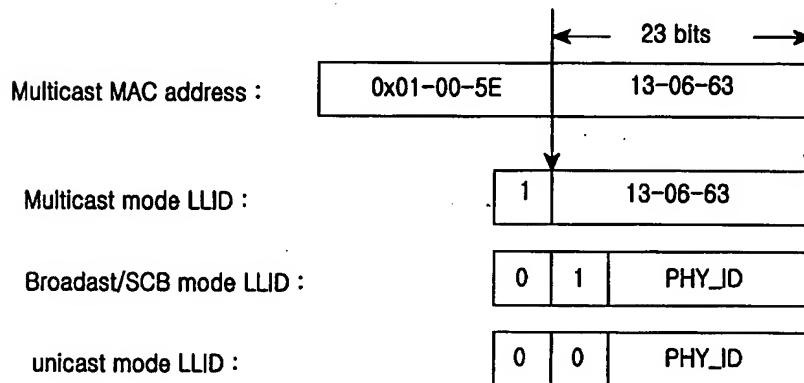 23 bits
Multicast MAC address : 0x01-00-5E 13-06-63
Multicast mode LLID : 1 13-06-63
Broadast/SCB mode LLID : 0 1 PHY_ID
unicast mode LLID : 0 0 PHY_ID